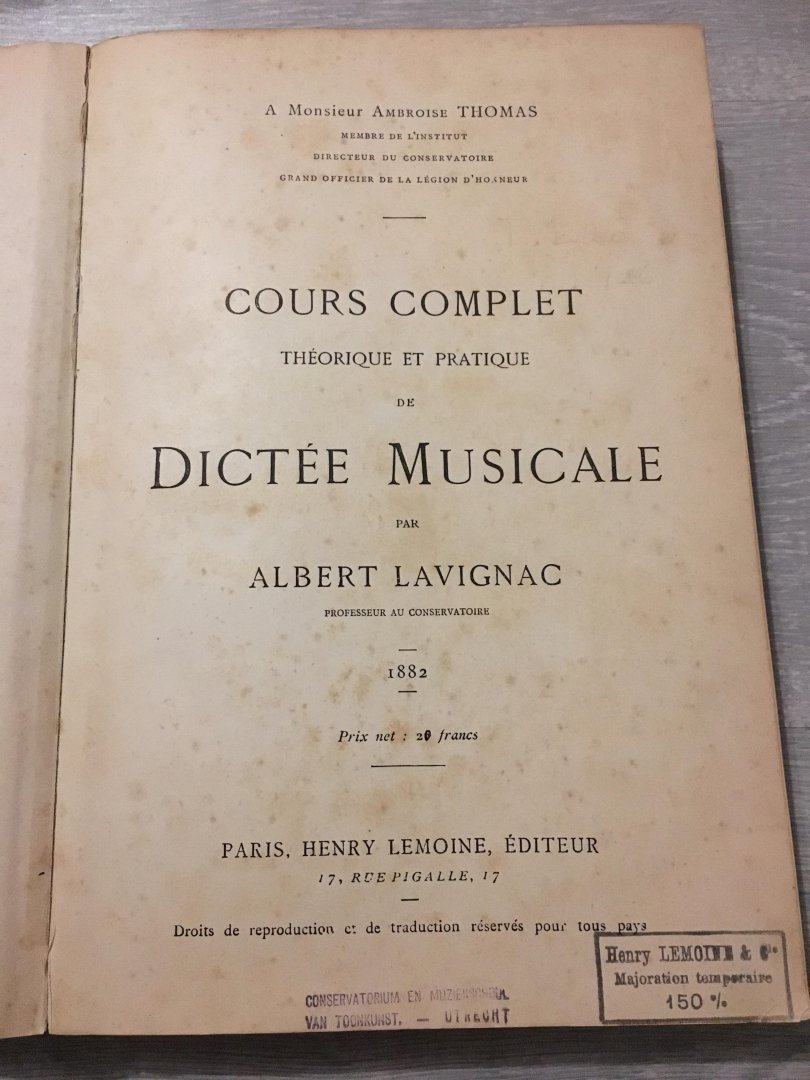 A Monsieur AMBROISE THOMAS
MEMBRE DE L'INSTITUT
DIRECTEUR DU CONSERVATOIRE
GRAND OFFICIER DE LA LÉGION D'HONNEUR
COURS COMPLET
THÉORIQUE ET PRATIQUE
DE
DICTÉE MUSICALE
PAR
ALBERT LAVIGNAC
PROFESSEUR AU CONSERVATOIRE
1882
Prix net : 20 francs
PARIS, HENRY LEMOINE, ÉDITEUR
17, RUE PIGALLE, 17
Droits de reproduction et de traduction réservés pour tous pays
Henry LEMOINE & Cie
Majoration temporaire
150 %
CONSERVATORIUM EN MUZIEKSCHOOL
VAN TOONKUNST. — UTRECHT